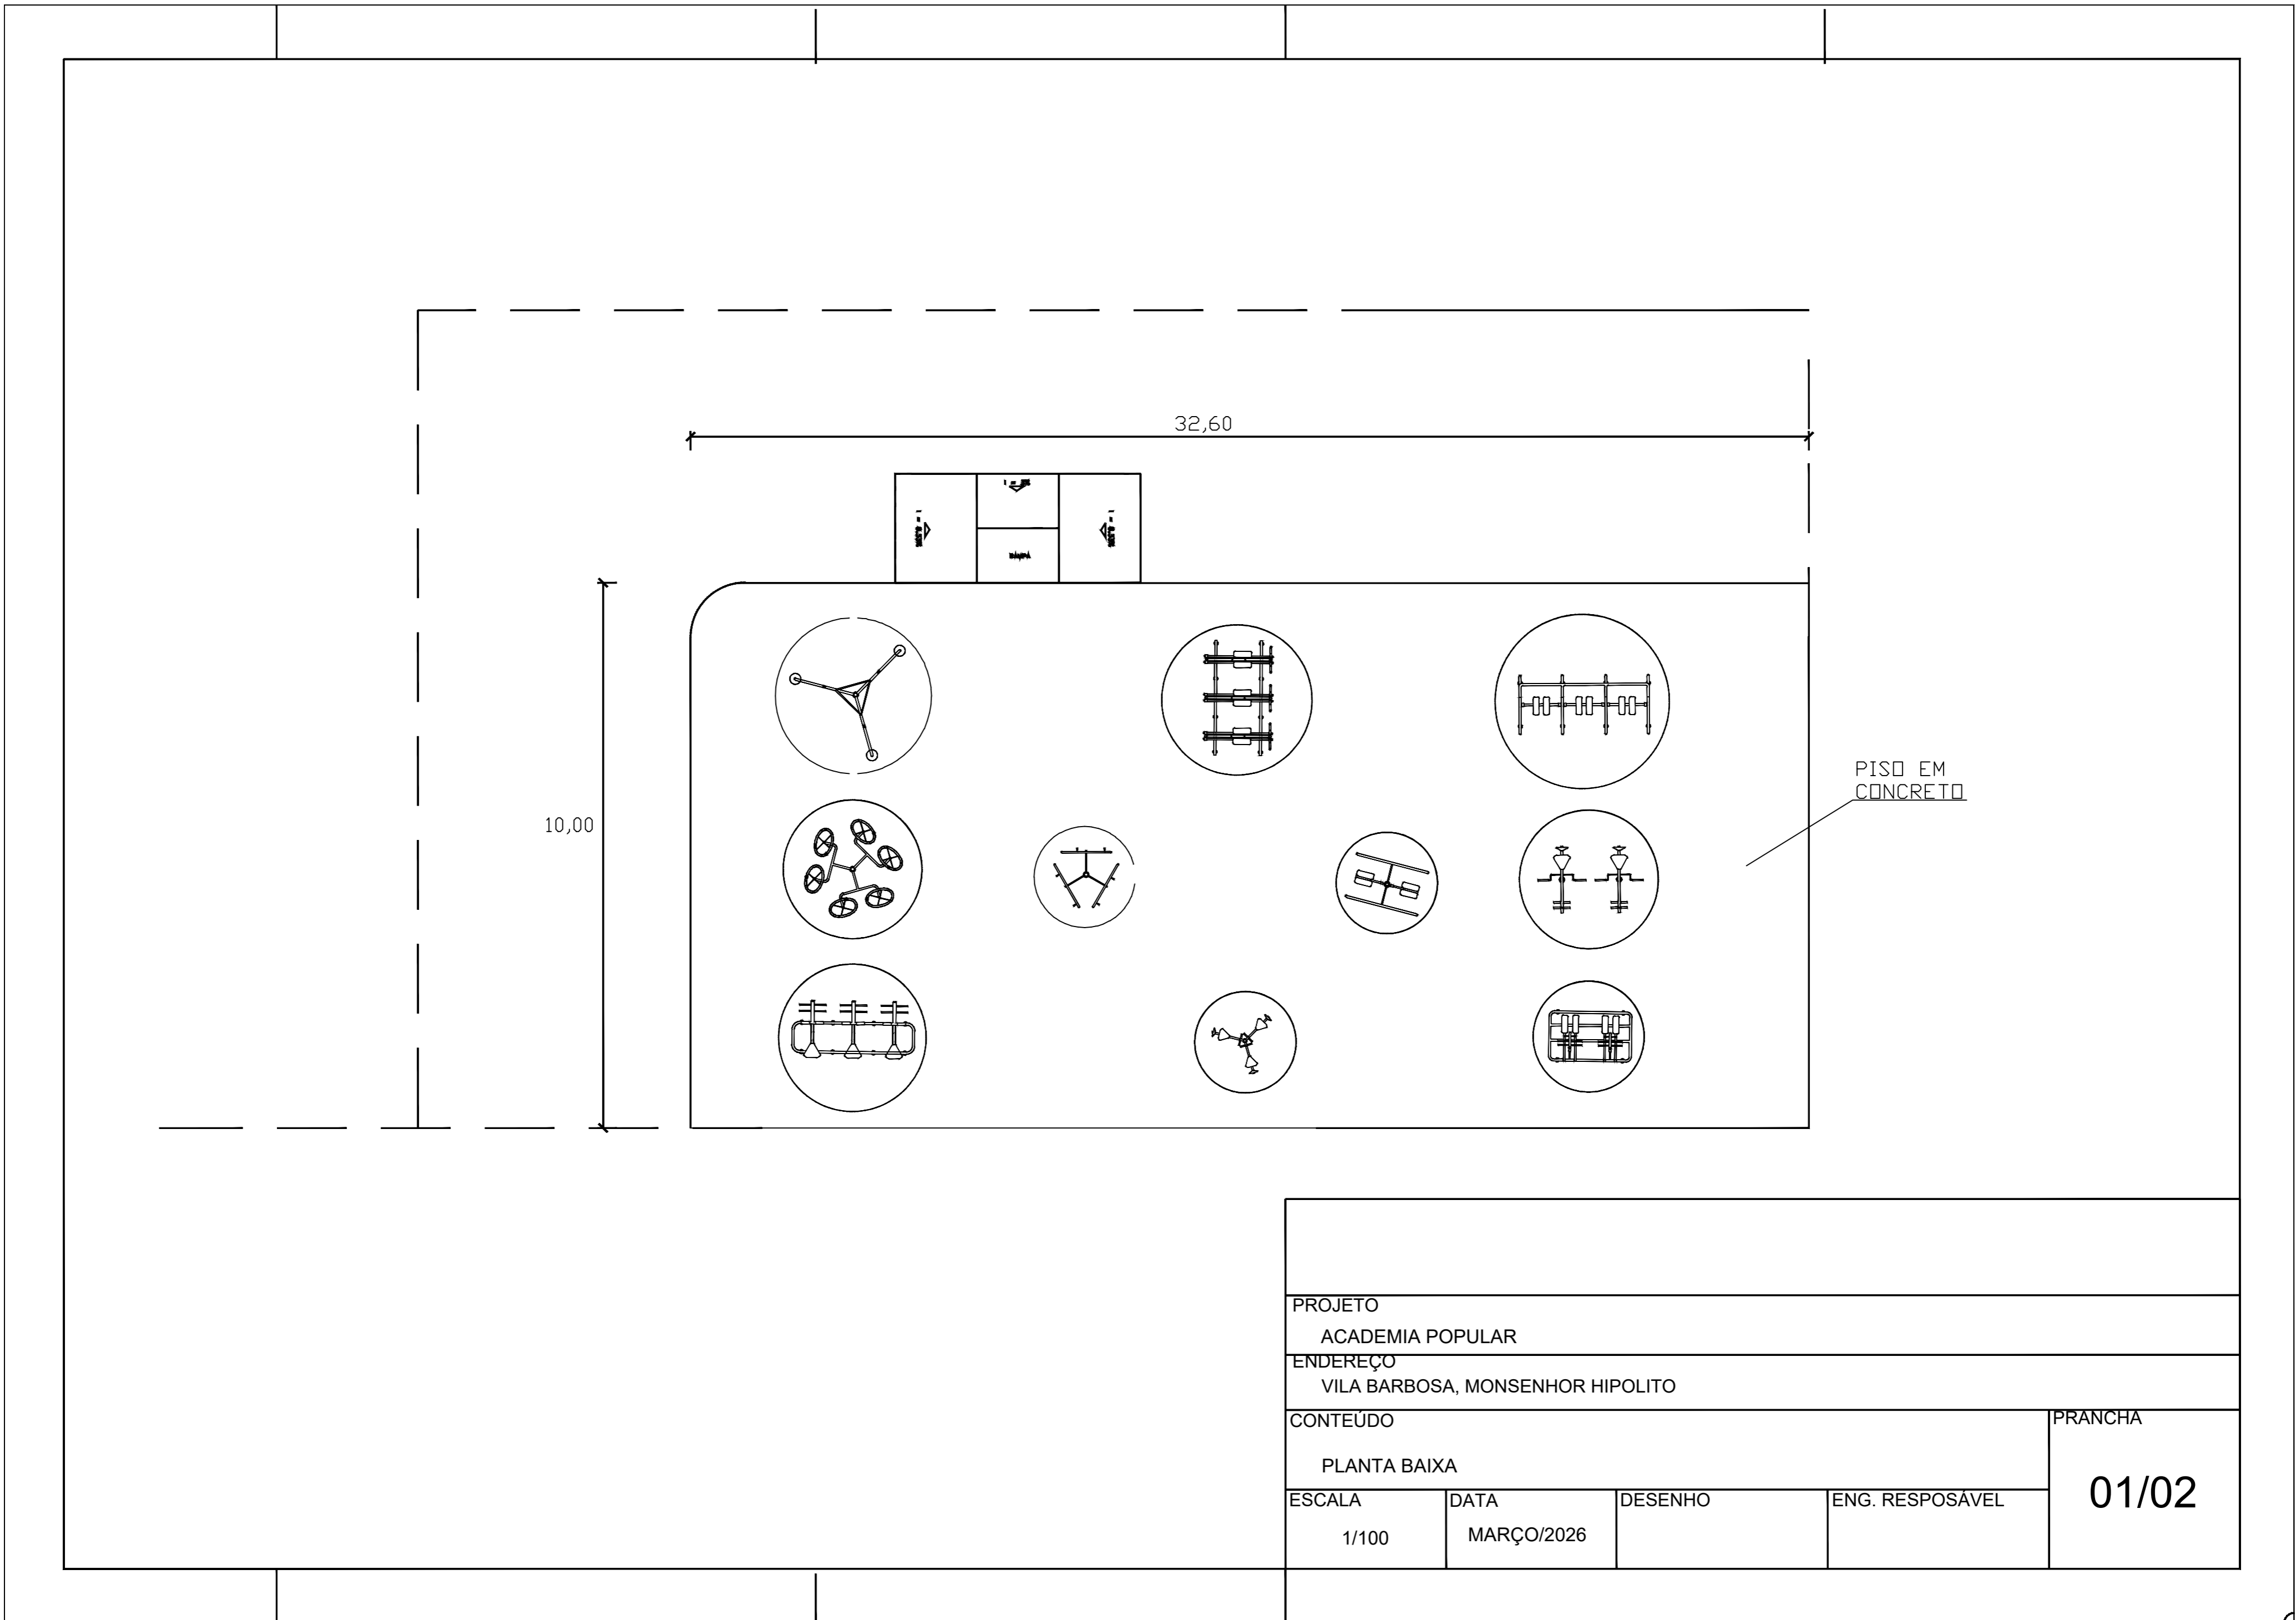 32,60
10,00
PISO EM
CONCRETO
PROJETO
ACADEMIA POPULAR
ENDEREÇO
VILA BARBOSA, MONSENHOR HIPOLITO
CONTEÚDO
PLANTA BAIXA
PRANCHA
01/02
ESCALA
1/100
DATA
MARÇO/2026
DESENHO
ENG. RESPOSÁVEL